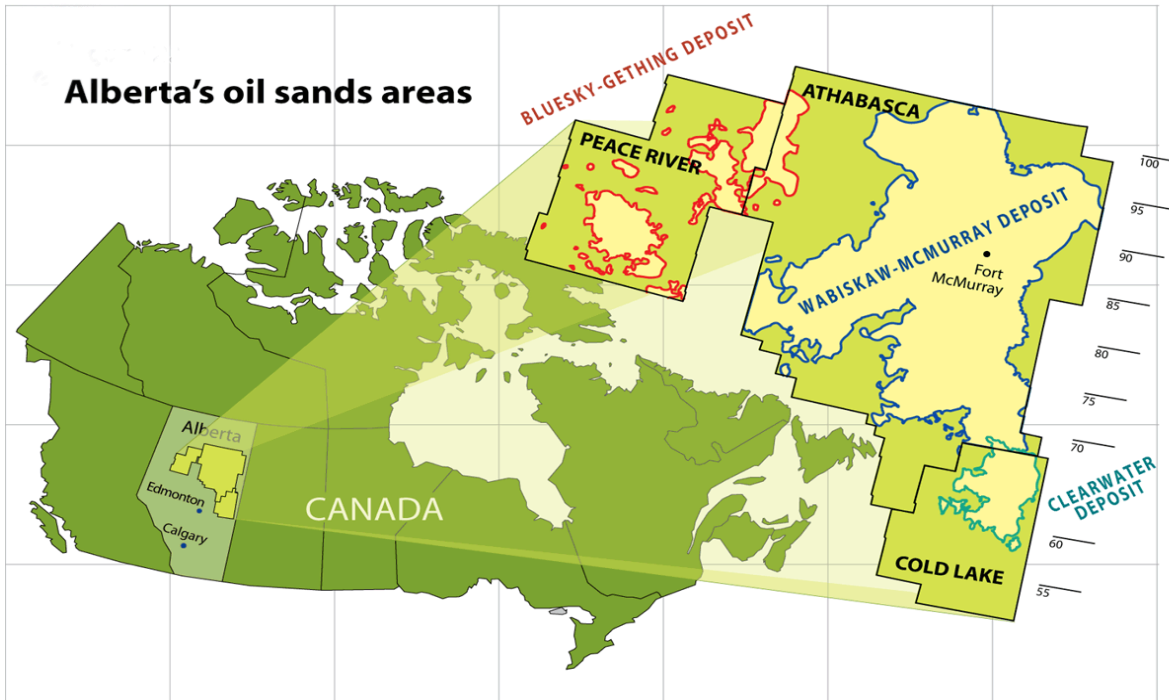 Alberta's oil sands areas
BLUESKY-GETHING DEPOSIT
ATHABASCA
PEACE RIVER
WABISKAW-MCMURRAY DEPOSIT
Fort
McMurray
100
95
90
85
80
75
70
60
55
CLEARWATER
DEPOSIT
COLD LAKE
Alberta
Edmonton
Calgary
CANADA